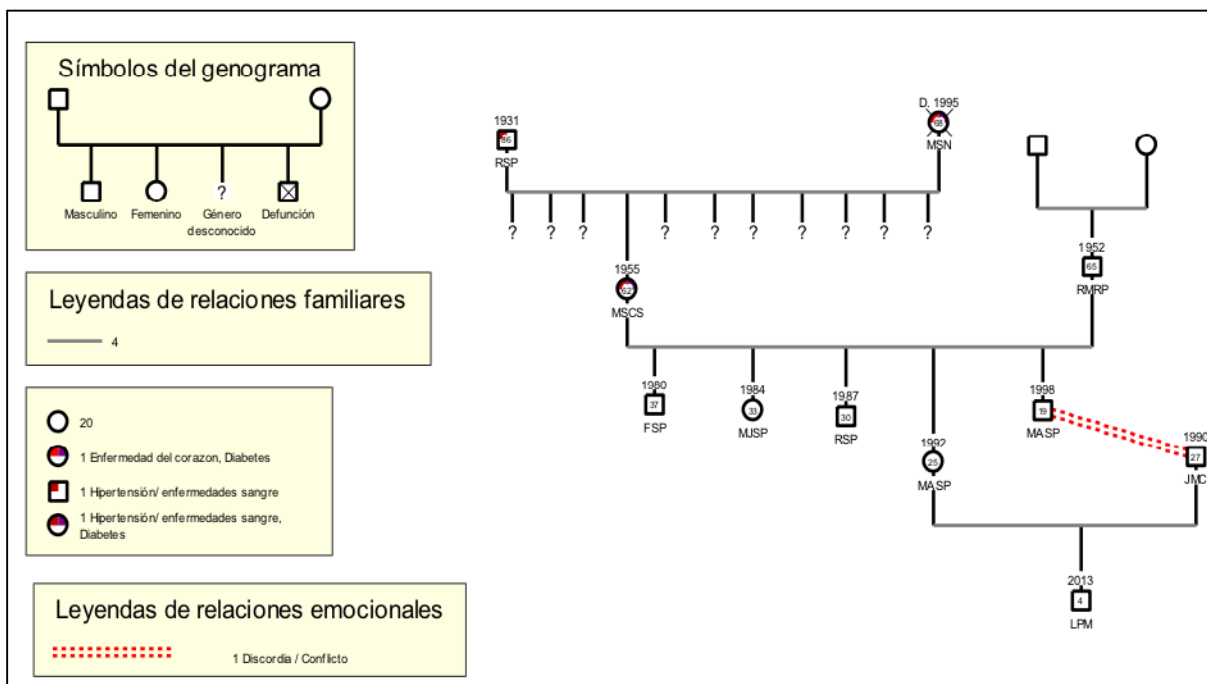 Símbolos del genograma
?
Masculino
Femenino
Género
desconocido
Defunción
Leyendas de relaciones familiares
4
20
1 Enfermedad del corazon, Diabetes
1 Hipertensión/ enfermedades sangre
1 Hipertensión/ enfermedades sangre,
Diabetes
Leyendas de relaciones emocionales
1 Discordia / Conflicto
1931
86
RSP
D. 1995
68
MSN
? ? ? ? ? ? ? ? ? ?
1955
62
MSCS
1952
65
RMRP
1980
37
FSP
1984
33
MJSP
1987
30
RSP
1992
25
MASP
1998
19
MASP
1990
27
JMC
2013
4
LPM